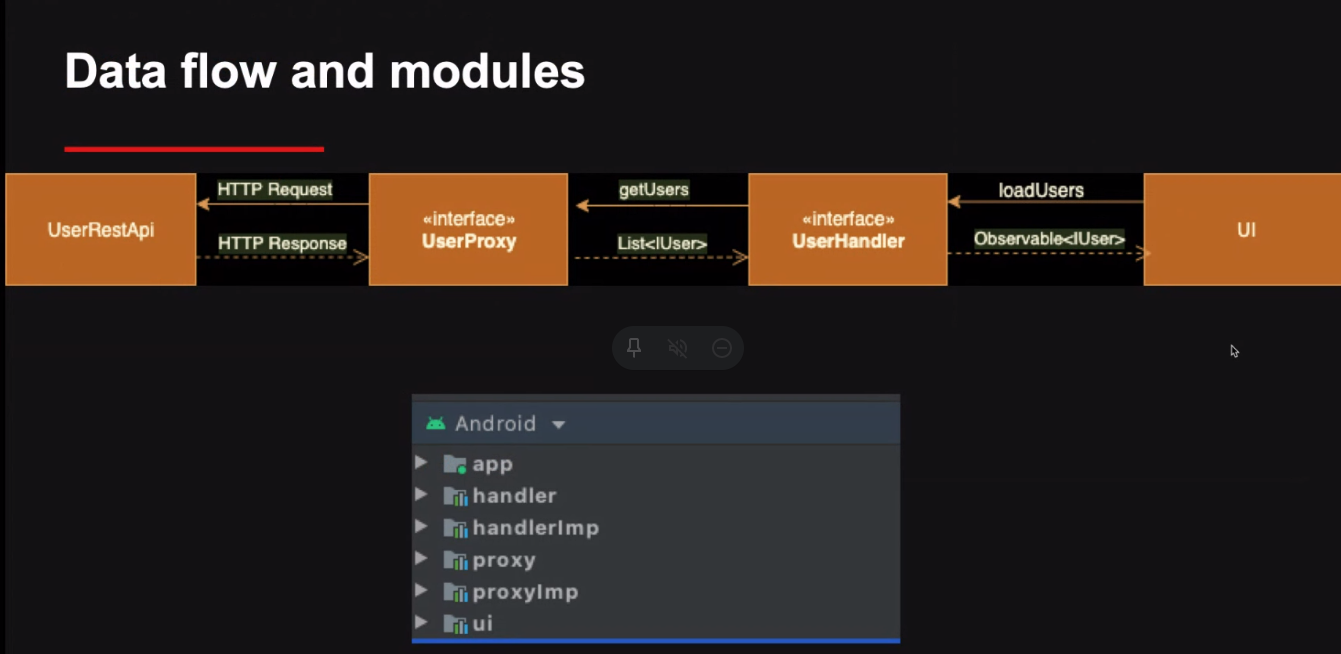 Data flow and modules
UserRestApi
HTTP Request
HTTP Response
«interface»
UserProxy
getUsers
List<IUser>
«interface»
UserHandler
loadUsers
Observable<IUser>
UI
Android
app
handler
handlerImp
proxy
proxyImp
ui